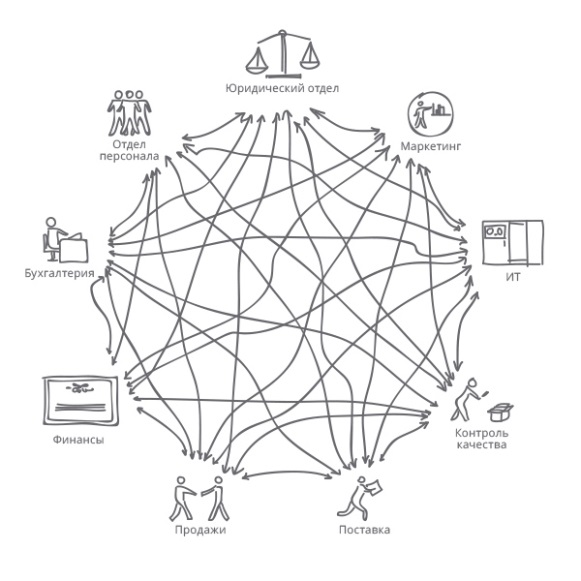 Юридический отдел
Отдел
персонала
Маркетинг
Бухгалтерия
ИТ
Финансы
Контроль
качества
Продажи
Поставка